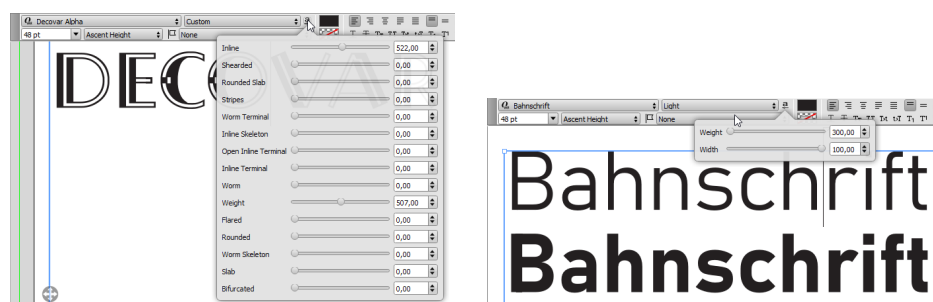 Decovar Alpha Custom a
48 pt Ascent Height None
Inline 522,00
Shearded 0,00
Rounded Slab 0,00
Stripes 0,00
Worm Terminal 0,00
Inline Skeleton 0,00
Open Inline Terminal 0,00
Inline Terminal 0,00
Worm 0,00
Weight 507,00
Flared 0,00
Rounded 0,00
Worm Skeleton 0,00
Slab 0,00
Bifurcated 0,00
DECOVAR
Bahnschrift Light a
48 pt Ascent Height None
Weight 300,00
Width 100,00
Bahnschrift
Bahnschrift